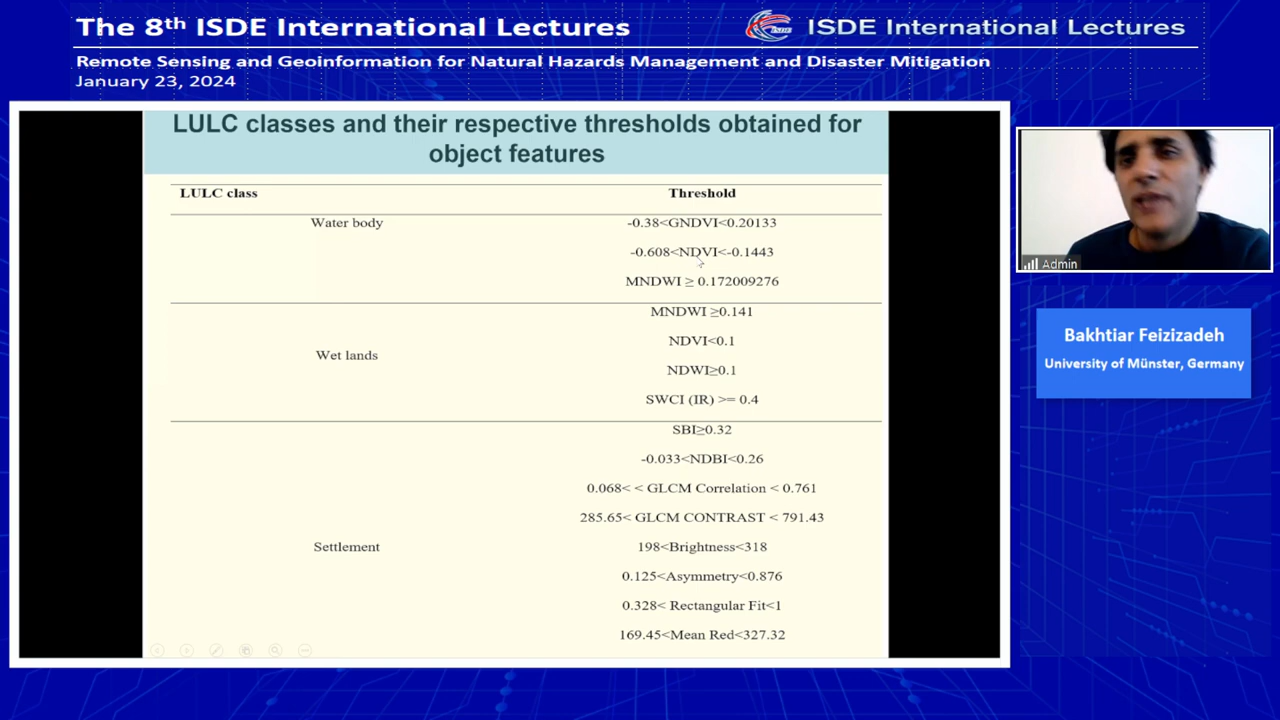 The 8th ISDE International Lectures
ISDE
ISDE International Lectures
Remote Sensing and Geoinformation for Natural Hazards Management and Disaster Mitigation
January 23, 2024
LULC classes and their respective thresholds obtained for
object features
LULC class Threshold
Water body
-0.38<GNDVI<0.20133
-0.608<NDVI<-0.1443
MNDWI ≥ 0.172009276
Wet lands
MNDWI ≥0.141
NDVI<0.1
NDWI≥0.1
SWCI (IR) >= 0.4
Settlement
SBI≥0.32
-0.033<NDBI<0.26
0.068< < GLCM Correlation < 0.761
285.65< GLCM CONTRAST < 791.43
198<Brightness<318
0.125<Asymmetry<0.876
0.328< Rectangular Fit<1
169.45<Mean Red<327.32
Admin
Bakhtiar Feizizadeh
University of Münster, Germany